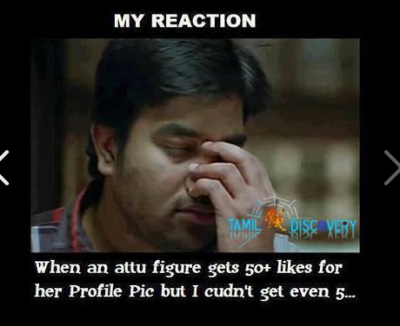 MY REACTION
TAMIL DISCOVERY
When an attu figure gets 50+ likes for
her Profile Pic but I cudn't get even 5...